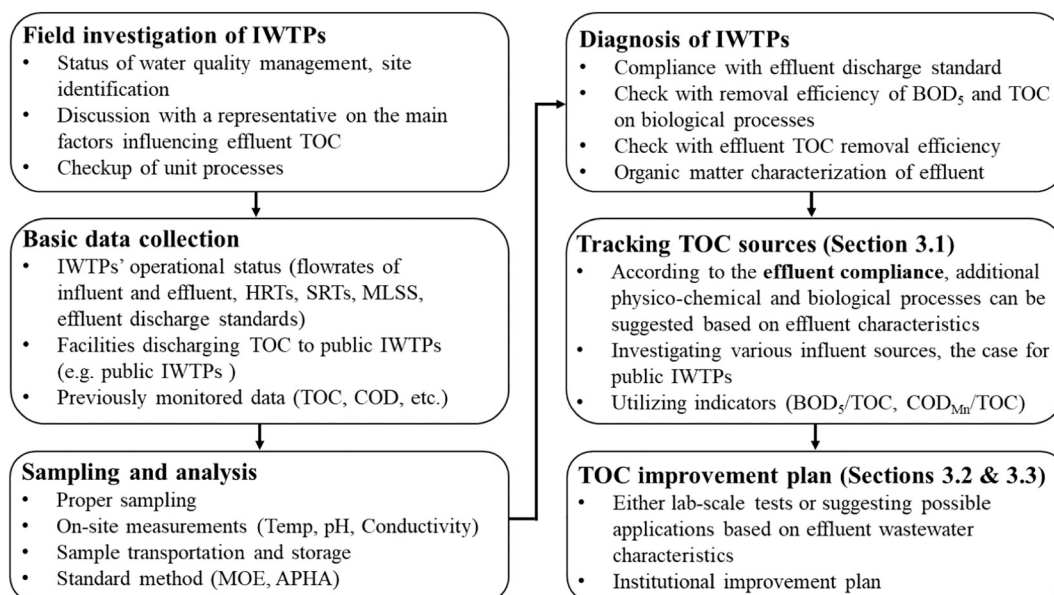 Field investigation of IWTPs
• Status of water quality management, site
identification
• Discussion with a representative on the main
factors influencing effluent TOC
• Checkup of unit processes
Basic data collection
• IWTPs’ operational status (flowrates of
influent and effluent, HRTs, SRTs, MLSS,
effluent discharge standards)
• Facilities discharging TOC to public IWTPs
(e.g. public IWTPs )
• Previously monitored data (TOC, COD, etc.)
Sampling and analysis
• Proper sampling
• On-site measurements (Temp, pH, Conductivity)
• Sample transportation and storage
• Standard method (MOE, APHA)
Diagnosis of IWTPs
• Compliance with effluent discharge standard
• Check with removal efficiency of BOD₅ and TOC
on biological processes
• Check with effluent TOC removal efficiency
• Organic matter characterization of effluent
Tracking TOC sources (Section 3.1)
• According to the effluent compliance, additional
physico-chemical and biological processes can be
suggested based on effluent characteristics
• Investigating various influent sources, the case for
public IWTPs
• Utilizing indicators (BOD₅/TOC, COD_Mn/TOC)
TOC improvement plan (Sections 3.2 & 3.3)
• Either lab-scale tests or suggesting possible
applications based on effluent wastewater
characteristics
• Institutional improvement plan